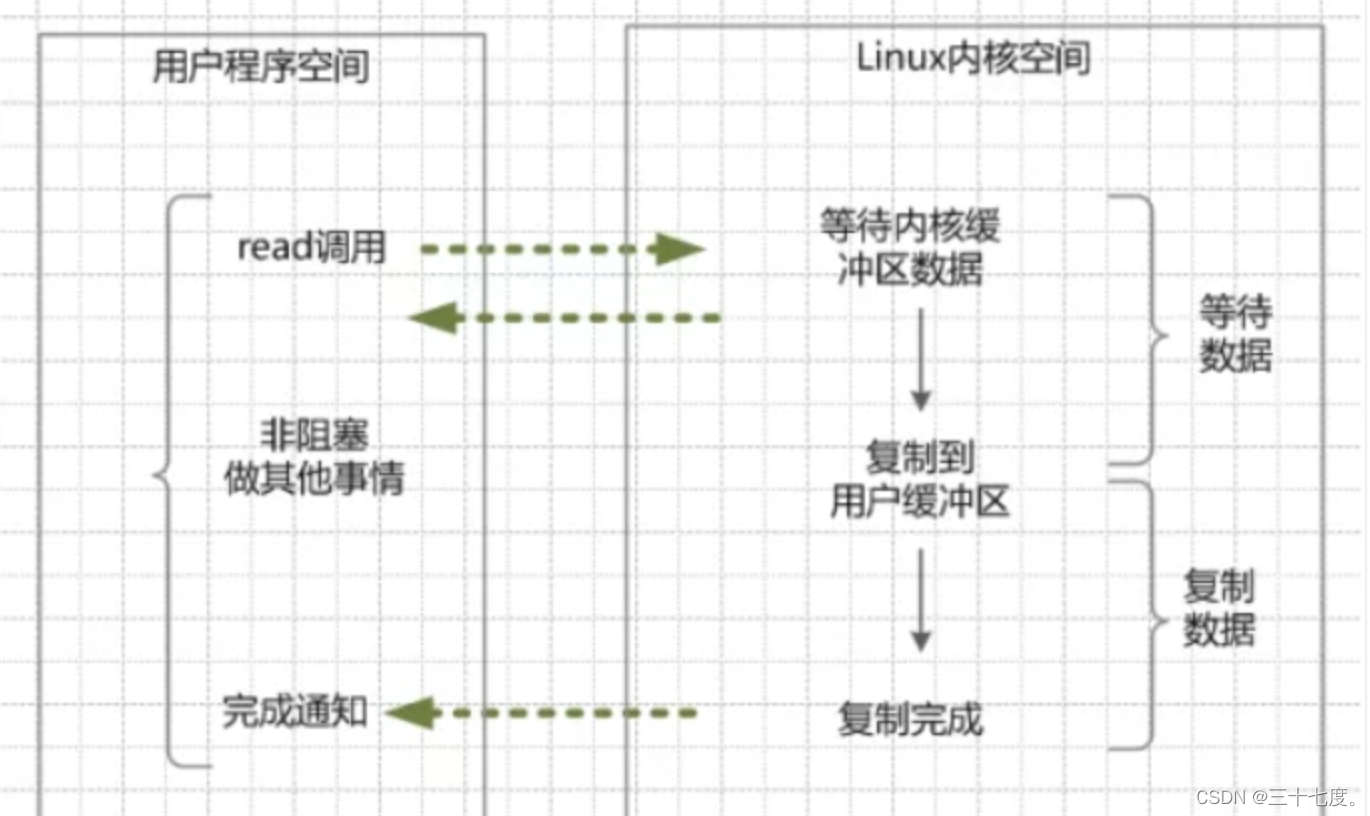 用户程序空间
Linux内核空间
read调用
等待内核缓
冲区数据
等待
数据
非阻塞
做其他事情
复制到
用户缓冲区
复制
数据
完成通知
复制完成
CSDN @三十七度。